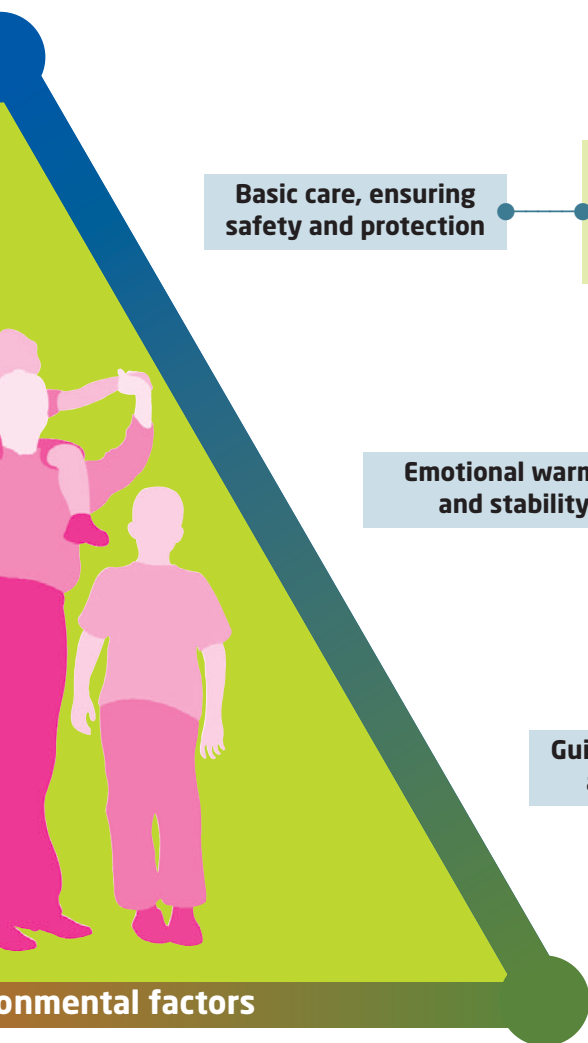 Basic care, ensuring
safety and protection
Emotional warm
and stability
Gui
a
onmental factors